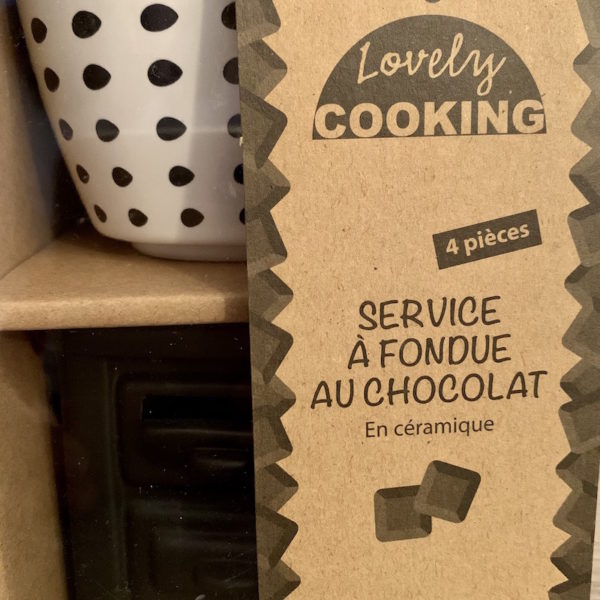 Lovely
COOKING
4 pièces
SERVICE
À FONDUE
AU CHOCOLAT
En céramique